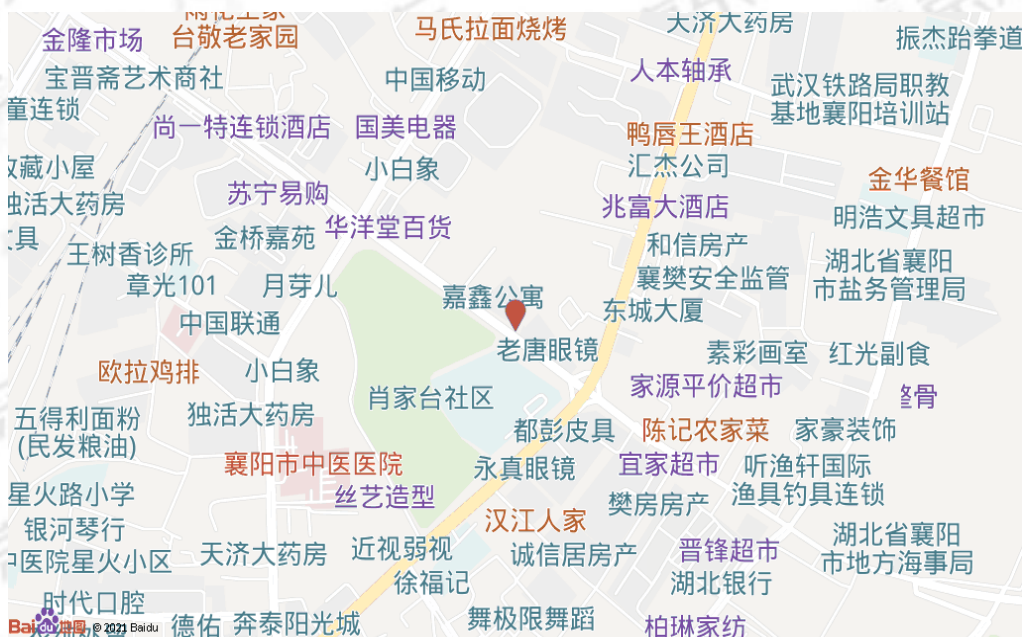 天济大药房
金隆市场
台敬老家园
马氏拉面烧烤
振杰跆拳道
宝晋斋艺术商社
中国移动
人本轴承
武汉铁路局职教
基地襄阳培训站
童连锁
尚一特连锁酒店
国美电器
鸭唇王酒店
汇杰公司
收藏小屋
小白象
金华餐馆
苏宁易购
独活大药房
兆富大酒店
明浩文具超市
华洋堂百货
金桥嘉苑
文具
王树香诊所
和信房产
湖北省襄阳
市盐务管理局
章光101
月芽儿
襄樊安全监管
嘉鑫公寓
东城大厦
中国联通
老唐眼镜
素彩画室
红光副食
欧拉鸡排
小白象
家源平价超市
整骨
肖家台社区
五得利面粉
(民发粮油)
独活大药房
都彭皮具
陈记农家菜
家豪装饰
襄阳市中医医院
永真眼镜
宜家超市
听渔轩国际
渔具钓具连锁
星火路小学
丝艺造型
樊房房产
银河琴行
汉江人家
湖北省襄阳
市地方海事局
中医院星火小区
天济大药房
近视弱视
诚信居房产
晋锋超市
徐福记
湖北银行
时代口腔
德佑
奔泰阳光城
舞极限舞蹈
柏琳家纺
Bai du 地图 © 2021 Baidu